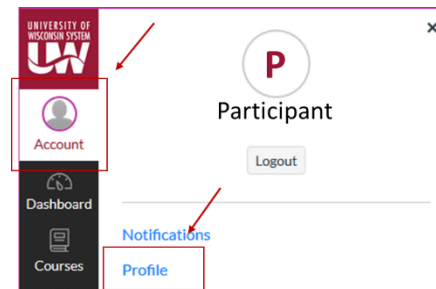 UNIVERSITY OF
WISCONSIN SYSTEM
UW
Account
Dashboard
Courses
×
P
Participant
Logout
Notifications
Profile